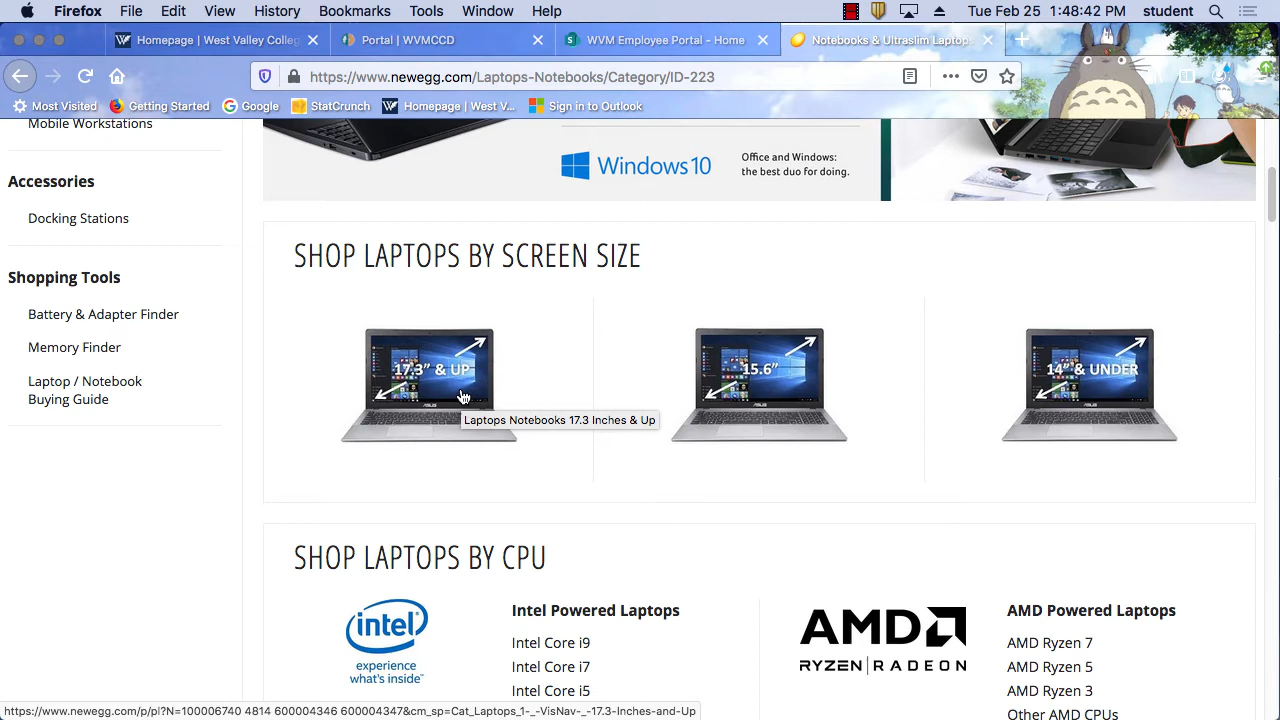 Firefox File Edit View History Bookmarks Tools Window Help Tue Feb 25 1:48:42 PM student
Homepage | West Valley Colleg
Portal | WVMCCD
WVM Employee Portal - Home
Notebooks & Ultraslim Laptops
https://www.newegg.com/Laptops-Notebooks/Category/ID-223
Most Visited Getting Started Google StatCrunch Homepage | West V... Sign in to Outlook
Mobile Workstations
Accessories
Docking Stations
Shopping Tools
Battery & Adapter Finder
Memory Finder
Laptop / Notebook
Buying Guide
Windows 10
Office and Windows:
the best duo for doing.
SHOP LAPTOPS BY SCREEN SIZE
17.3" & UP
15.6"
14" & UNDER
ASUS
ASUS
ASUS
Laptops Notebooks 17.3 Inches & Up
SHOP LAPTOPS BY CPU
intel
experience
what's inside™
Intel Powered Laptops
Intel Core i9
Intel Core i7
Intel Core i5
AMD
RYZEN | RADEON
AMD Powered Laptops
AMD Ryzen 7
AMD Ryzen 5
AMD Ryzen 3
Other AMD CPUs
https://www.newegg.com/p/pl?N=100006740 4814 600004346 600004347&cm_sp=Cat_Laptops_1-_-VisNav-_-17.3-Inches-and-Up